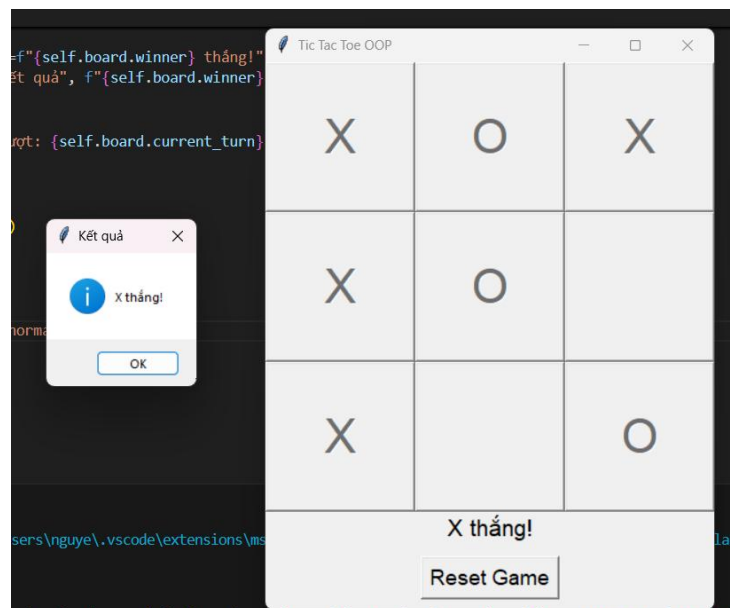 =f"{self.board.winner} thắng!"
ết quả", f"{self.board.winner}
ượt: {self.board.current_turn}
)
norma
sers\nguye\.vscode\extensions\ms
la
Kết quả
X thắng!
OK
Tic Tac Toe OOP
X O X
X O
X O
X thắng!
Reset Game